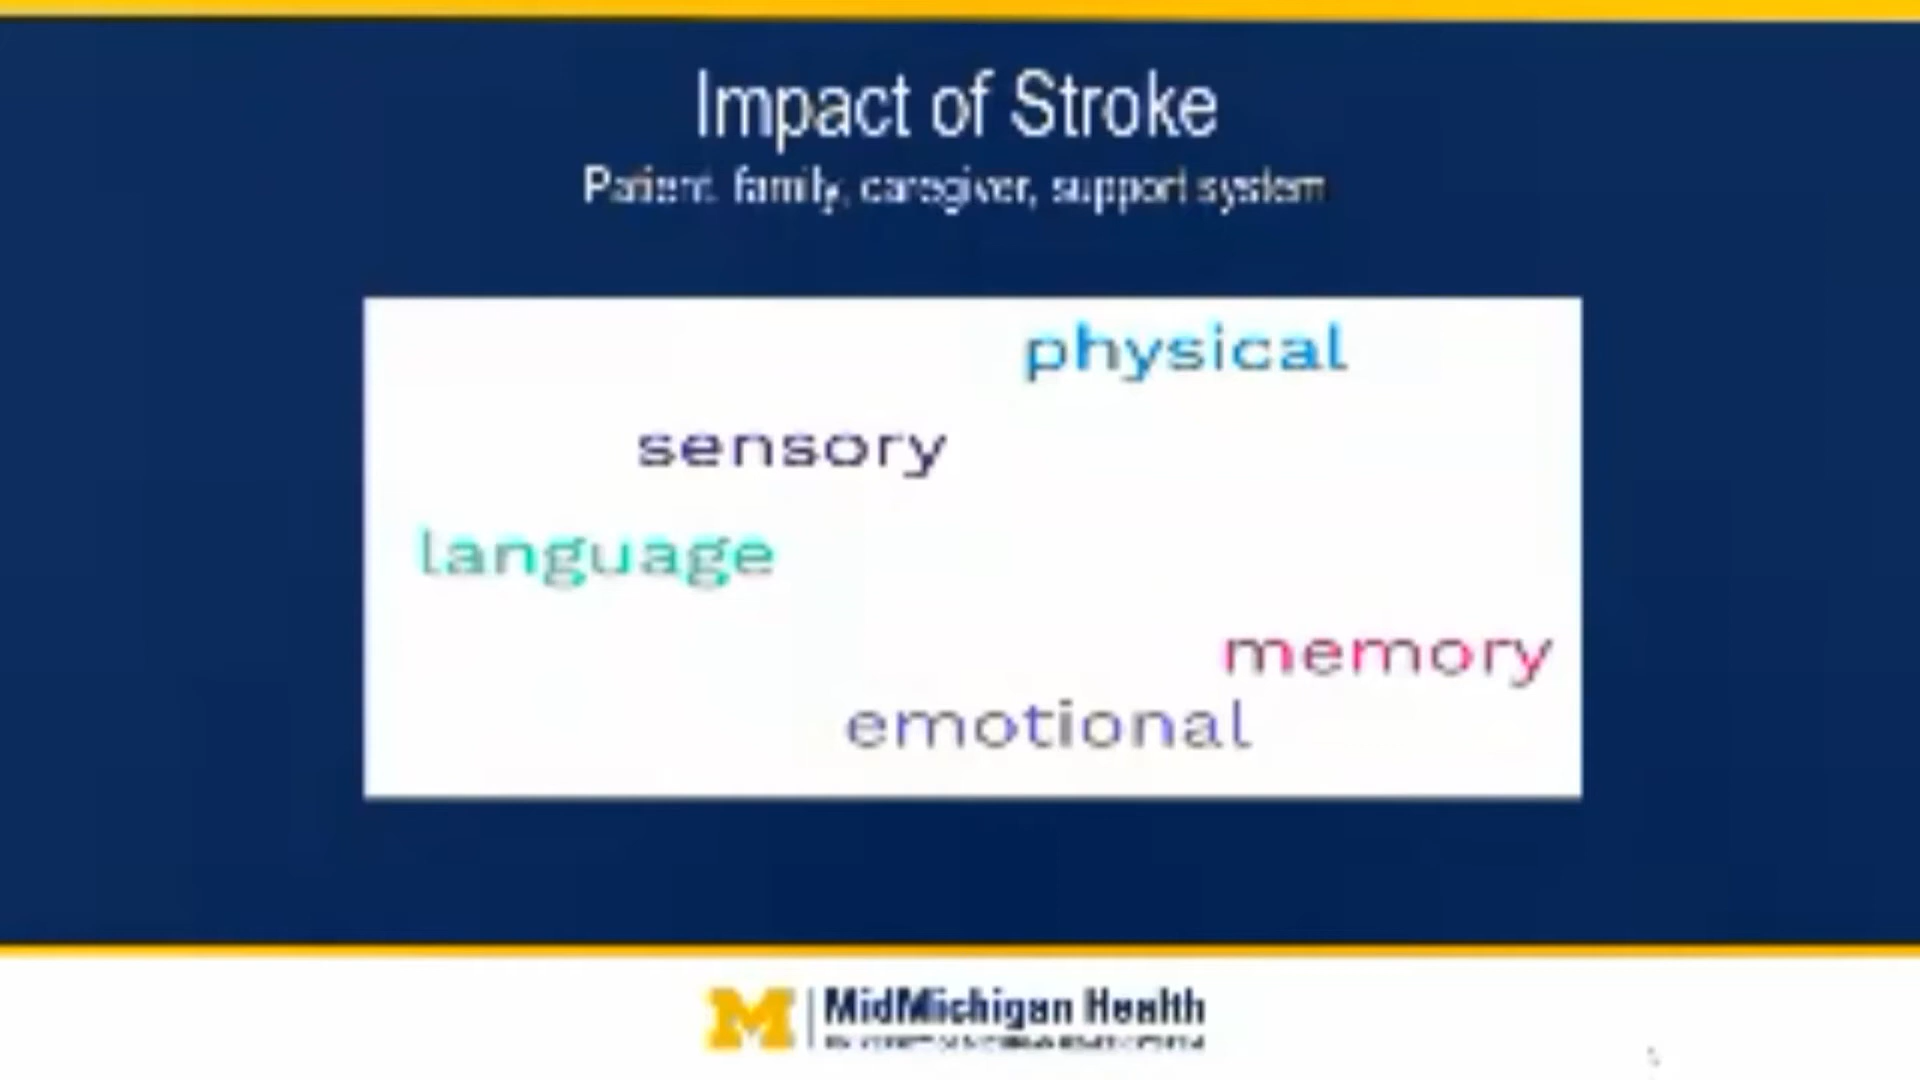 Impact of Stroke
Patient, family, caregiver, support system
physical
sensory
language
memory
emotional
M MidMichigan Health